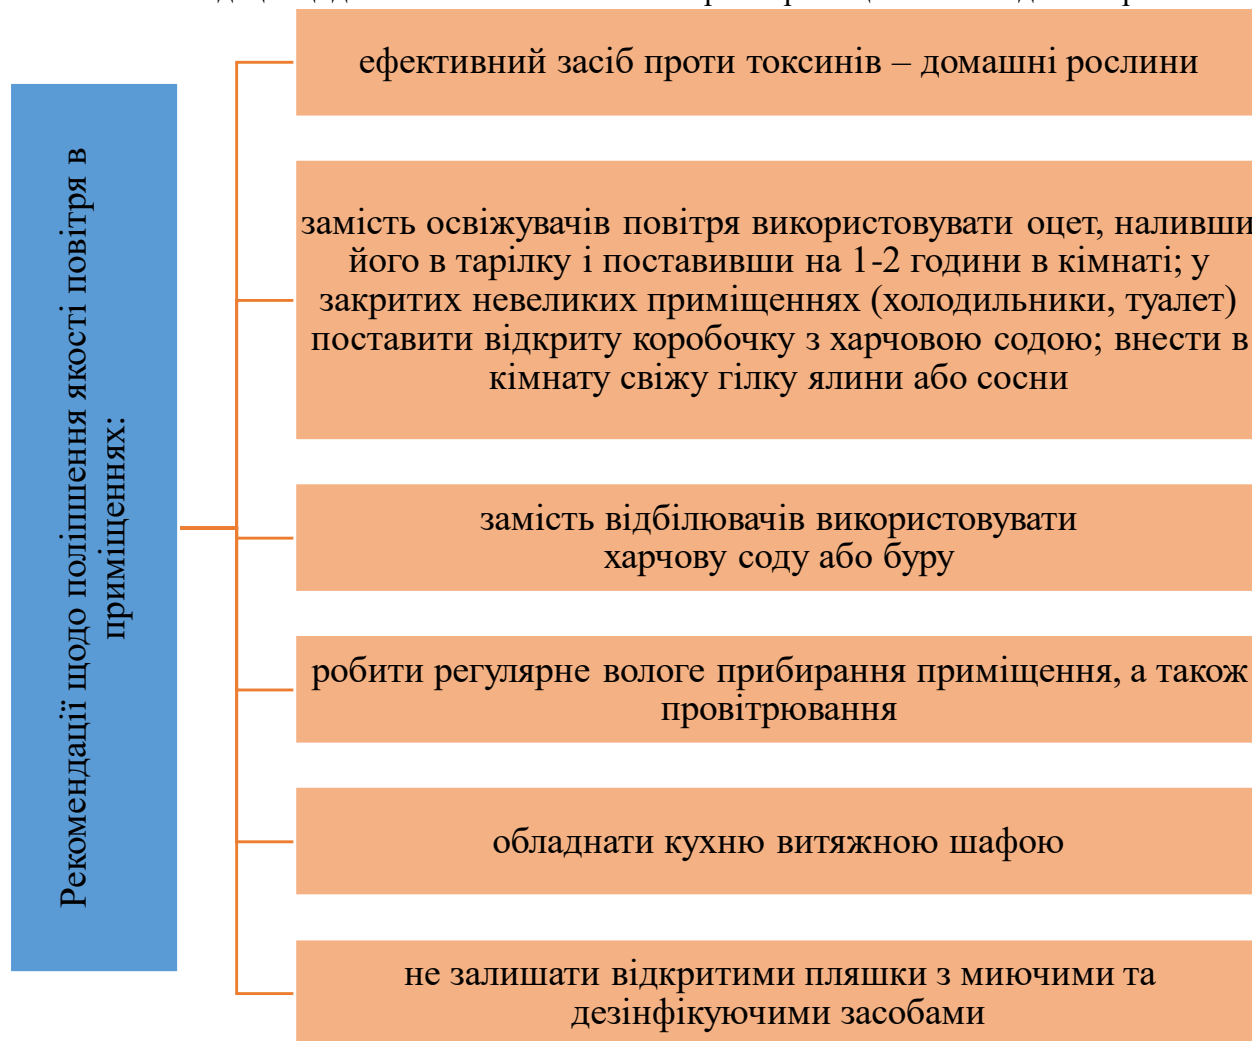 Рекомендації щодо поліпшення якості повітря в
приміщеннях:
ефективний засіб проти токсинів – домашні рослини
замість освіжувачів повітря використовувати оцет, наливши
його в тарілку і поставивши на 1-2 години в кімнаті; у
закритих невеликих приміщеннях (холодильники, туалет)
поставити відкриту коробочку з харчовою содою; внести в
кімнату свіжу гілку ялини або сосни
замість відбілювачів використовувати
харчову соду або буру
робити регулярне вологе прибирання приміщення, а також
провітрювання
обладнати кухню витяжною шафою
не залишати відкритими пляшки з миючими та
дезінфікуючими засобами